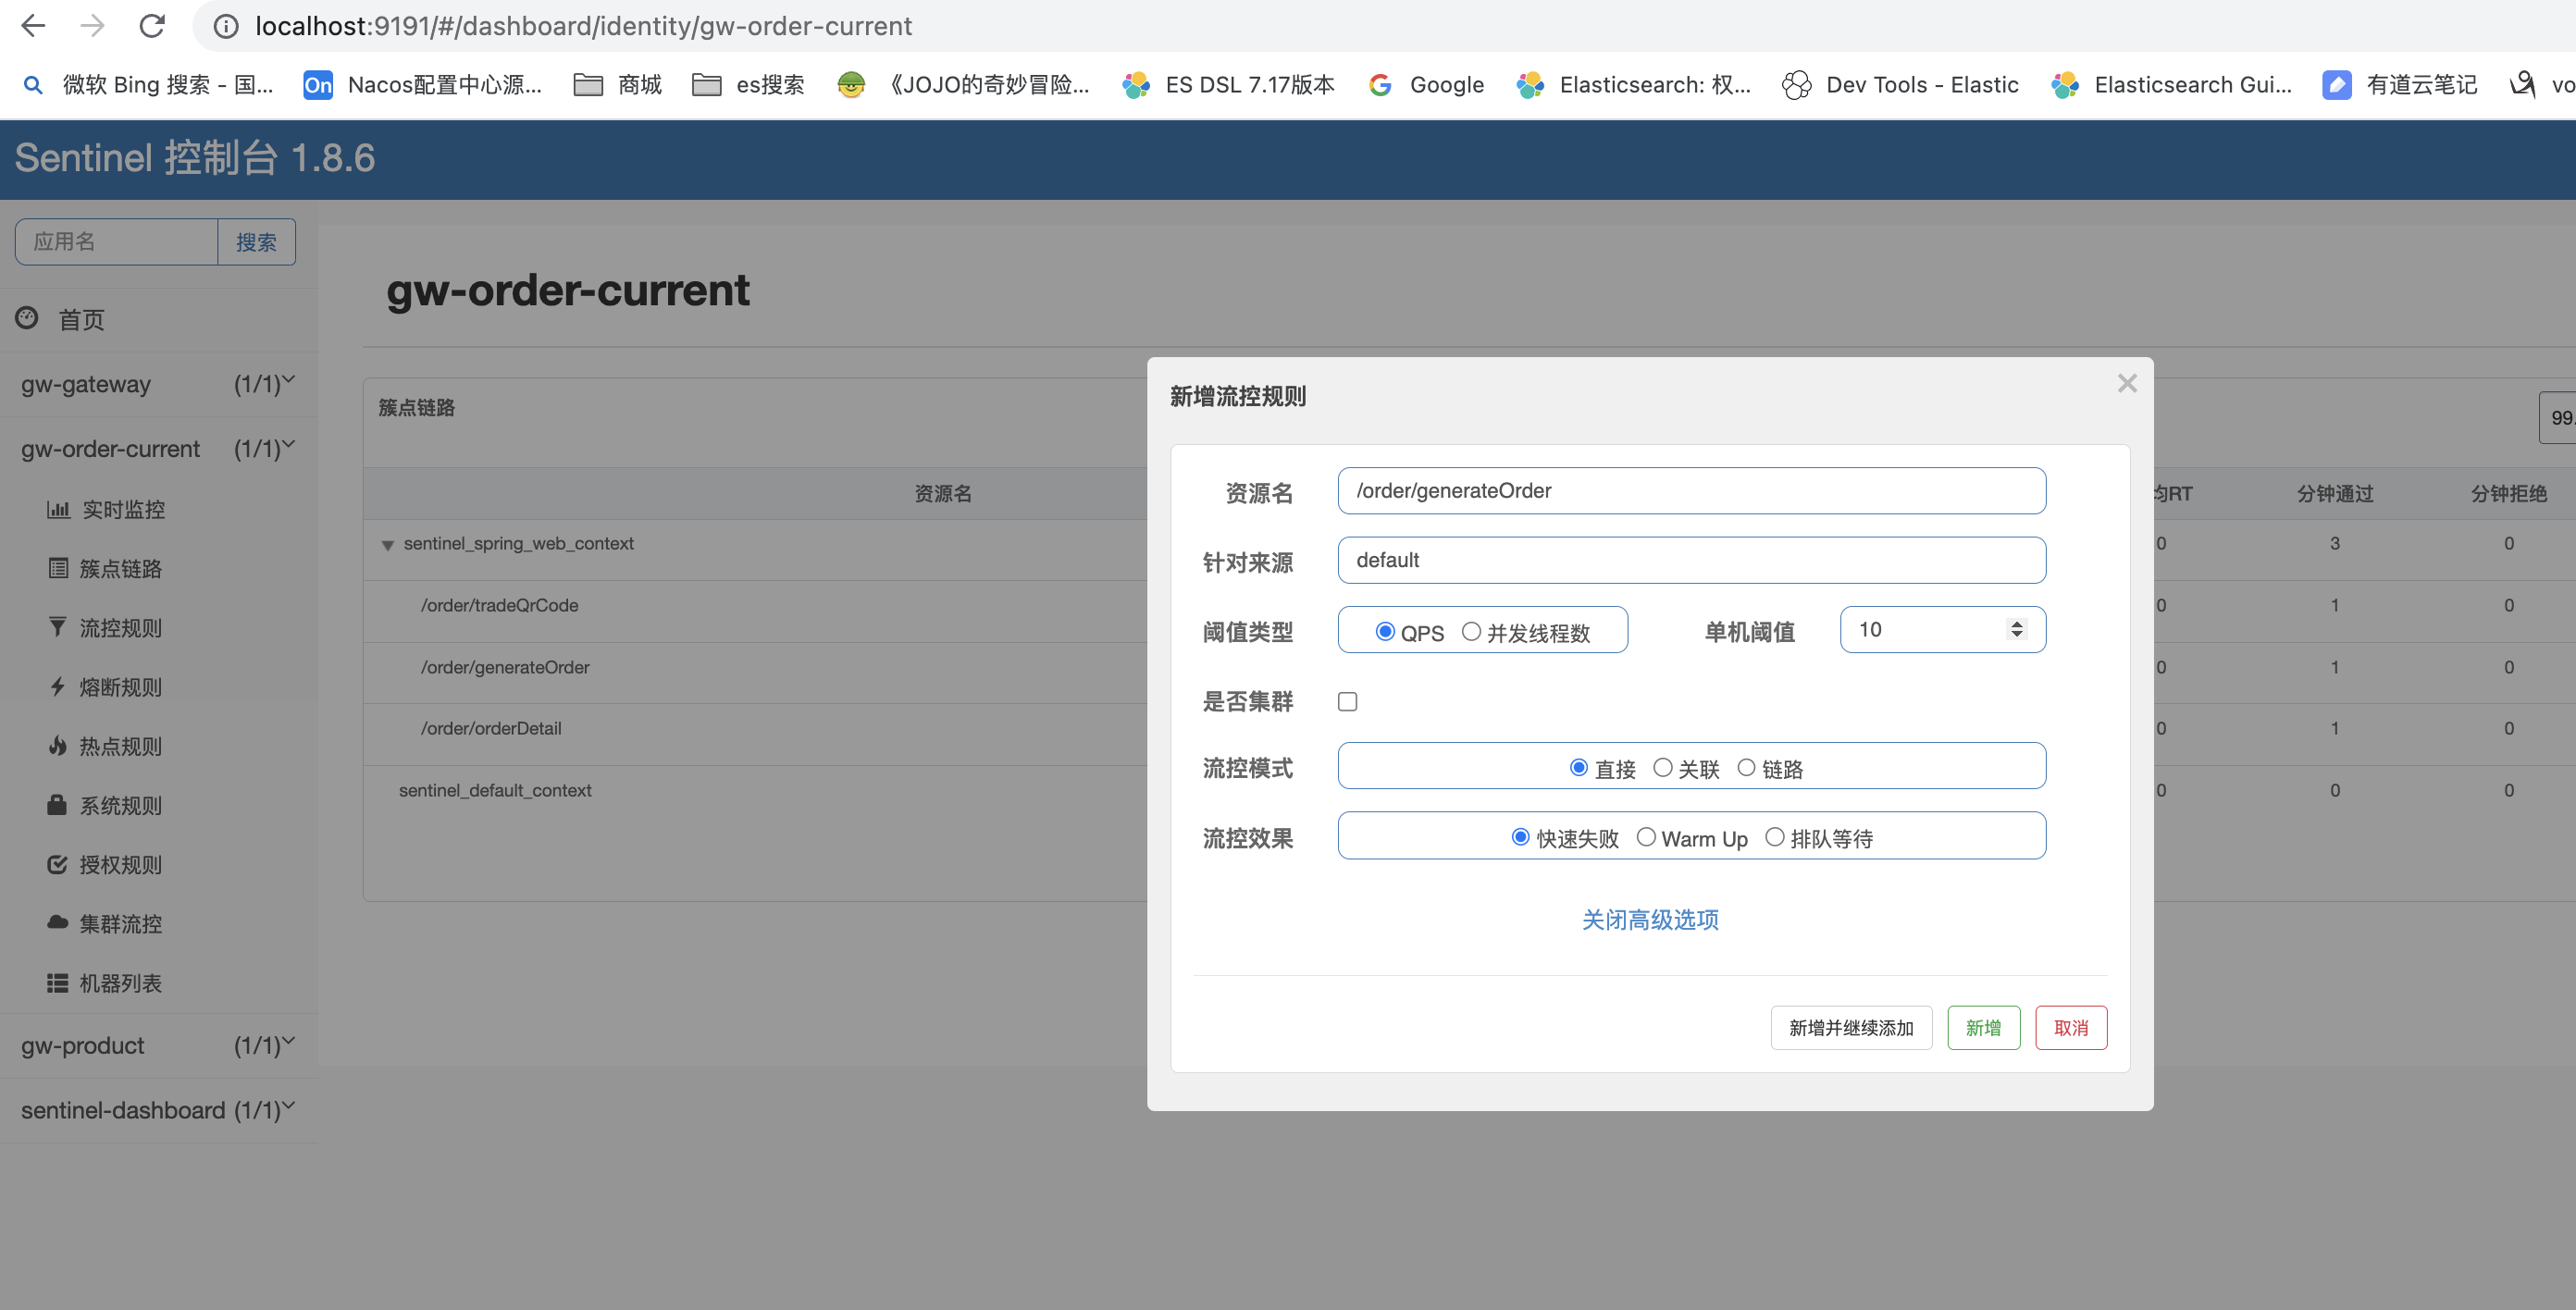 localhost:9191/#/dashboard/identity/gw-order-current
微软 Bing 搜索 - 国... On Nacos配置中心源... 商城 es搜索 《JOJO的奇妙冒险... ES DSL 7.17版本 Google Elasticsearch: 权... Dev Tools - Elastic Elasticsearch Gui... 有道云笔记 vo
Sentinel 控制台 1.8.6
应用名 搜索
首页
gw-gateway (1/1)
gw-order-current (1/1)
实时监控
簇点链路
流控规则
熔断规则
热点规则
系统规则
授权规则
集群流控
机器列表
gw-product (1/1)
sentinel-dashboard (1/1)
gw-order-current
簇点链路
99.
资源名 均RT 分钟通过 分钟拒绝
sentinel_spring_web_context 0 3 0
/order/tradeQrCode 0 1 0
/order/generateOrder 0 1 0
/order/orderDetail 0 1 0
sentinel_default_context 0 0 0
新增流控规则
资源名 /order/generateOrder
针对来源 default
阈值类型 QPS 并发线程数 单机阈值 10
是否集群
流控模式 直接 关联 链路
流控效果 快速失败 Warm Up 排队等待
关闭高级选项
新增并继续添加 新增 取消